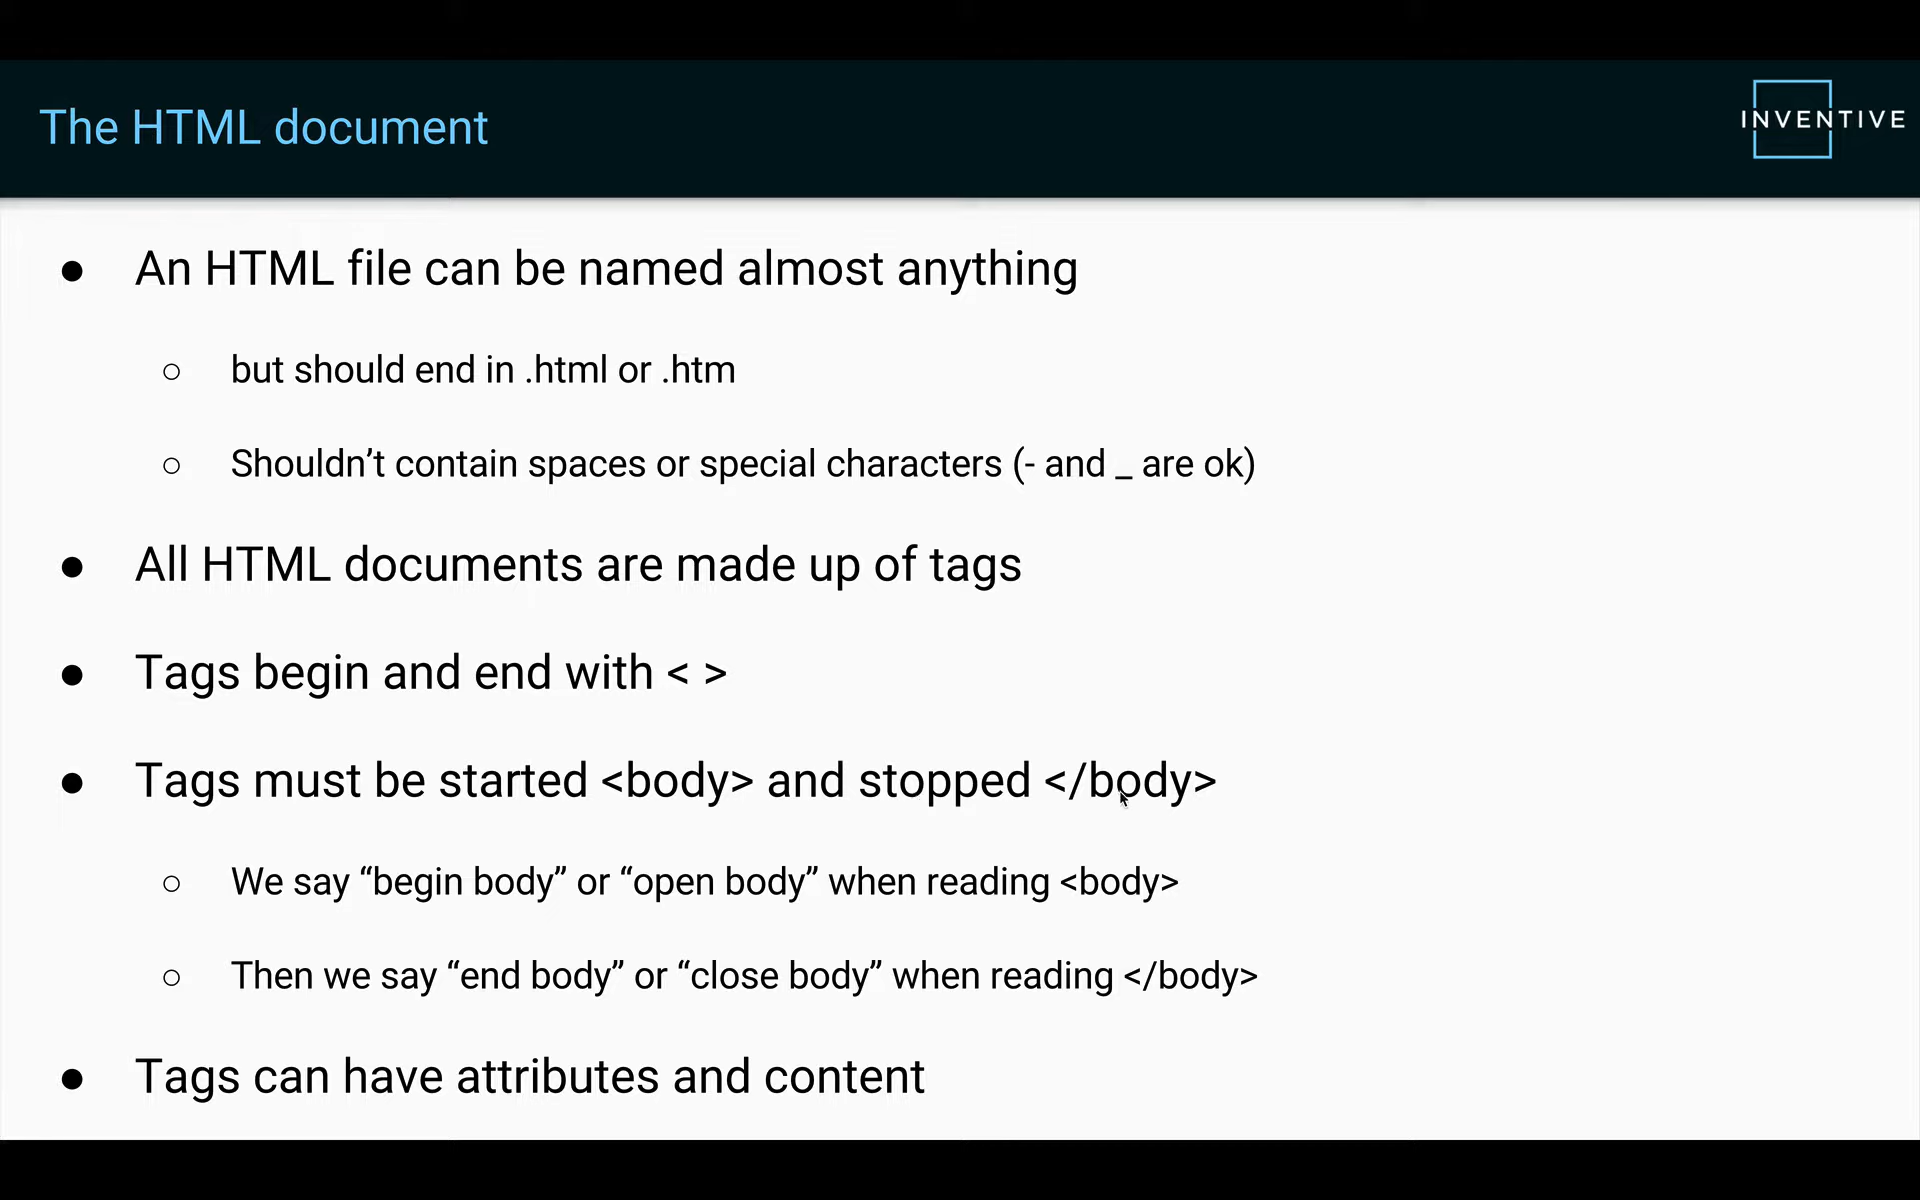 The HTML document
INVENTIVE
● An HTML file can be named almost anything
○ but should end in .html or .htm
○ Shouldn’t contain spaces or special characters (- and _ are ok)
● All HTML documents are made up of tags
● Tags begin and end with < >
● Tags must be started <body> and stopped </body>
○ We say “begin body” or “open body” when reading <body>
○ Then we say “end body” or “close body” when reading </body>
● Tags can have attributes and content